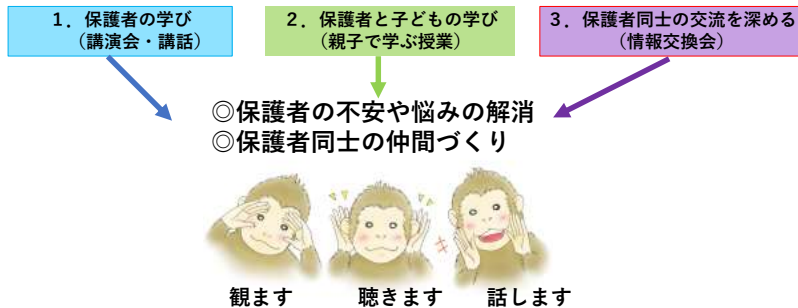 1．保護者の学び
（講演会・講話）
2．保護者と子どもの学び
（親子で学ぶ授業）
3．保護者同士の交流を深める
（情報交換会）
◎保護者の不安や悩みの解消
◎保護者同士の仲間づくり
観ます 聴きます 話します